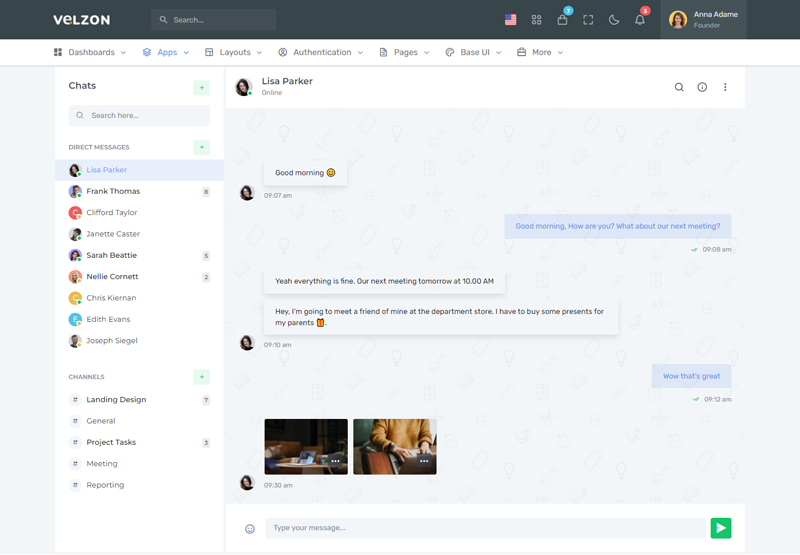 VELZON
Search...
7
3
Anna Adame
Founder
Dashboards
Apps
Layouts
Authentication
Pages
Base UI
More
Chats
+
Search here...
DIRECT MESSAGES
+
Lisa Parker
Frank Thomas
8
C
Clifford Taylor
Janette Caster
Sarah Beattie
5
Nellie Cornett
2
C
Chris Kiernan
E
Edith Evans
Joseph Siegel
CHANNELS
+
# Landing Design
7
# General
# Project Tasks
3
# Meeting
# Reporting
Lisa Parker
Online
Good morning 😊
09:07 am
Good morning, How are you? What about our next meeting?
09:08 am
Yeah everything is fine. Our next meeting tomorrow at 10.00 AM
Hey, I'm going to meet a friend of mine at the department store. I have to buy some presents for
my parents 🎁.
09:10 am
Wow that's great
09:12 am
09:30 am
Type your message...